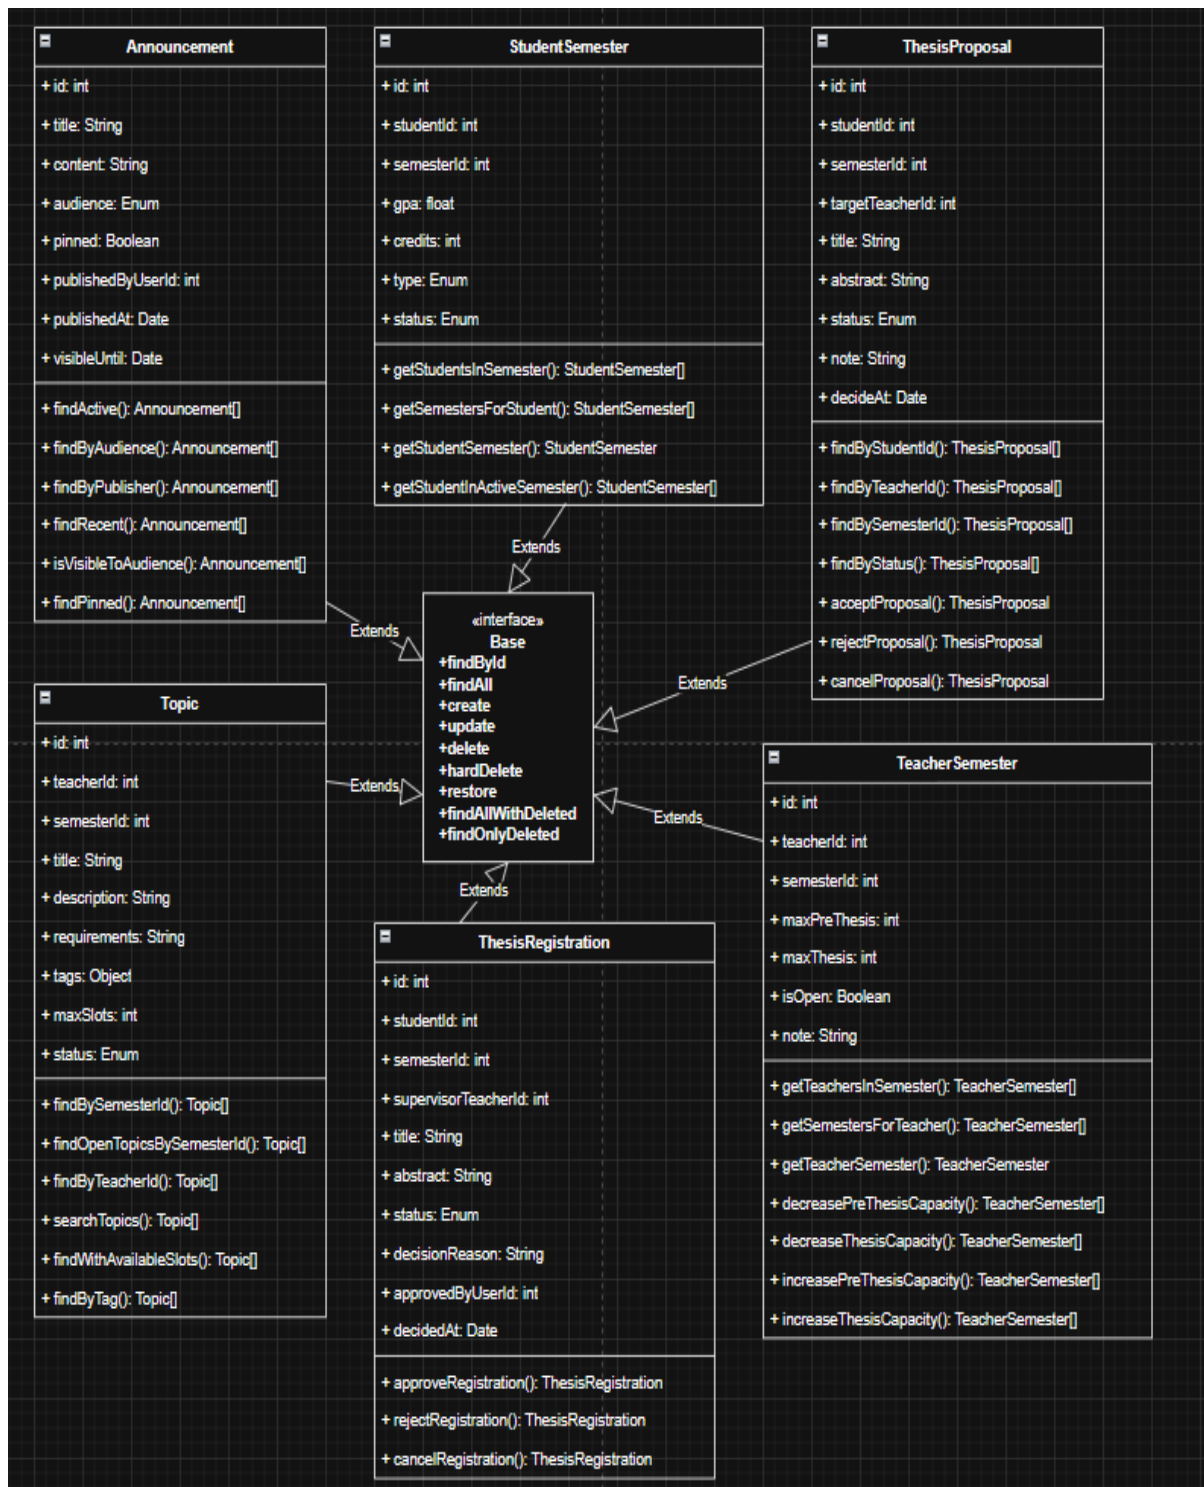 Announcement
+ id: int
+ title: String
+ content: String
+ audience: Enum
+ pinned: Boolean
+ publishedByUserId: int
+ publishedAt: Date
+ visibleUntil: Date
+ findActive(): Announcement[]
+ findByAudience(): Announcement[]
+ findByPublisher(): Announcement[]
+ findRecent(): Announcement[]
+ isVisibleToAudience(): Announcement[]
+ findPinned(): Announcement[]
StudentSemester
+ id: int
+ studentId: int
+ semesterId: int
+ gpa: float
+ credits: int
+ type: Enum
+ status: Enum
+ getStudentsInSemester(): StudentSemester[]
+ getSemestersForStudent(): StudentSemester[]
+ getStudentSemester(): StudentSemester
+ getStudentInActiveSemester(): StudentSemester[]
ThesisProposal
+ id: int
+ studentId: int
+ semesterId: int
+ targetTeacherId: int
+ title: String
+ abstract: String
+ status: Enum
+ note: String
+ decideAt: Date
+ findByStudentId(): ThesisProposal[]
+ findByTeacherId(): ThesisProposal[]
+ findBySemesterId(): ThesisProposal[]
+ findByStatus(): ThesisProposal[]
+ acceptProposal(): ThesisProposal
+ rejectProposal(): ThesisProposal
+ cancelProposal(): ThesisProposal
Extends
Extends
Extends
Extends
Extends
Extends
«interface»
Base
+findById
+findAll
+create
+update
+delete
+hardDelete
+restore
+findAllWithDeleted
+findOnlyDeleted
Topic
+ id: int
+ teacherId: int
+ semesterId: int
+ title: String
+ description: String
+ requirements: String
+ tags: Object
+ maxSlots: int
+ status: Enum
+ findBySemesterId(): Topic[]
+ findOpenTopicsBySemesterId(): Topic[]
+ findByTeacherId(): Topic[]
+ searchTopics(): Topic[]
+ findWithAvailableSlots(): Topic[]
+ findByTag(): Topic[]
ThesisRegistration
+ id: int
+ studentId: int
+ semesterId: int
+ supervisorTeacherId: int
+ title: String
+ abstract: String
+ status: Enum
+ decisionReason: String
+ approvedByUserId: int
+ decidedAt: Date
+ approveRegistration(): ThesisRegistration
+ rejectRegistration(): ThesisRegistration
+ cancelRegistration(): ThesisRegistration
TeacherSemester
+ id: int
+ teacherId: int
+ semesterId: int
+ maxPreThesis: int
+ maxThesis: int
+ isOpen: Boolean
+ note: String
+ getTeachersInSemester(): TeacherSemester[]
+ getSemestersForTeacher(): TeacherSemester[]
+ getTeacherSemester(): TeacherSemester
+ decreasePreThesisCapacity(): TeacherSemester[]
+ decreaseThesisCapacity(): TeacherSemester[]
+ increasePreThesisCapacity(): TeacherSemester[]
+ increaseThesisCapacity(): TeacherSemester[]